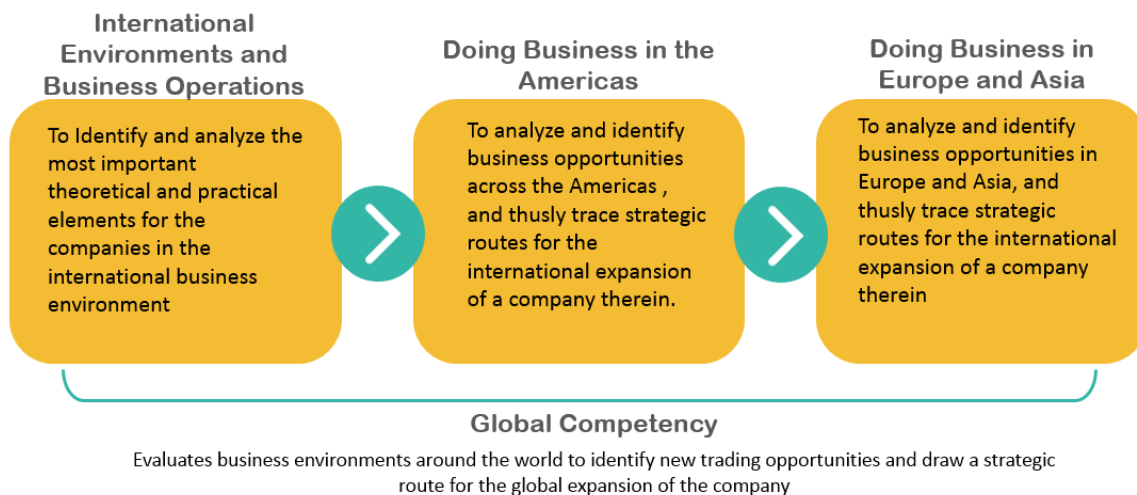 International
Environments and
Business Operations
To Identify and analyze the
most important
theoretical and practical
elements for the
companies in the
international business
environment
Doing Business in the
Americas
To analyze and identify
business opportunities
across the Americas ,
and thusly trace strategic
routes for the
international expansion
of a company therein.
Doing Business in
Europe and Asia
To analyze and identify
business opportunities in
Europe and Asia, and
thusly trace strategic
routes for the international
expansion of a company
therein
Global Competency
Evaluates business environments around the world to identify new trading opportunities and draw a strategic
route for the global expansion of the company